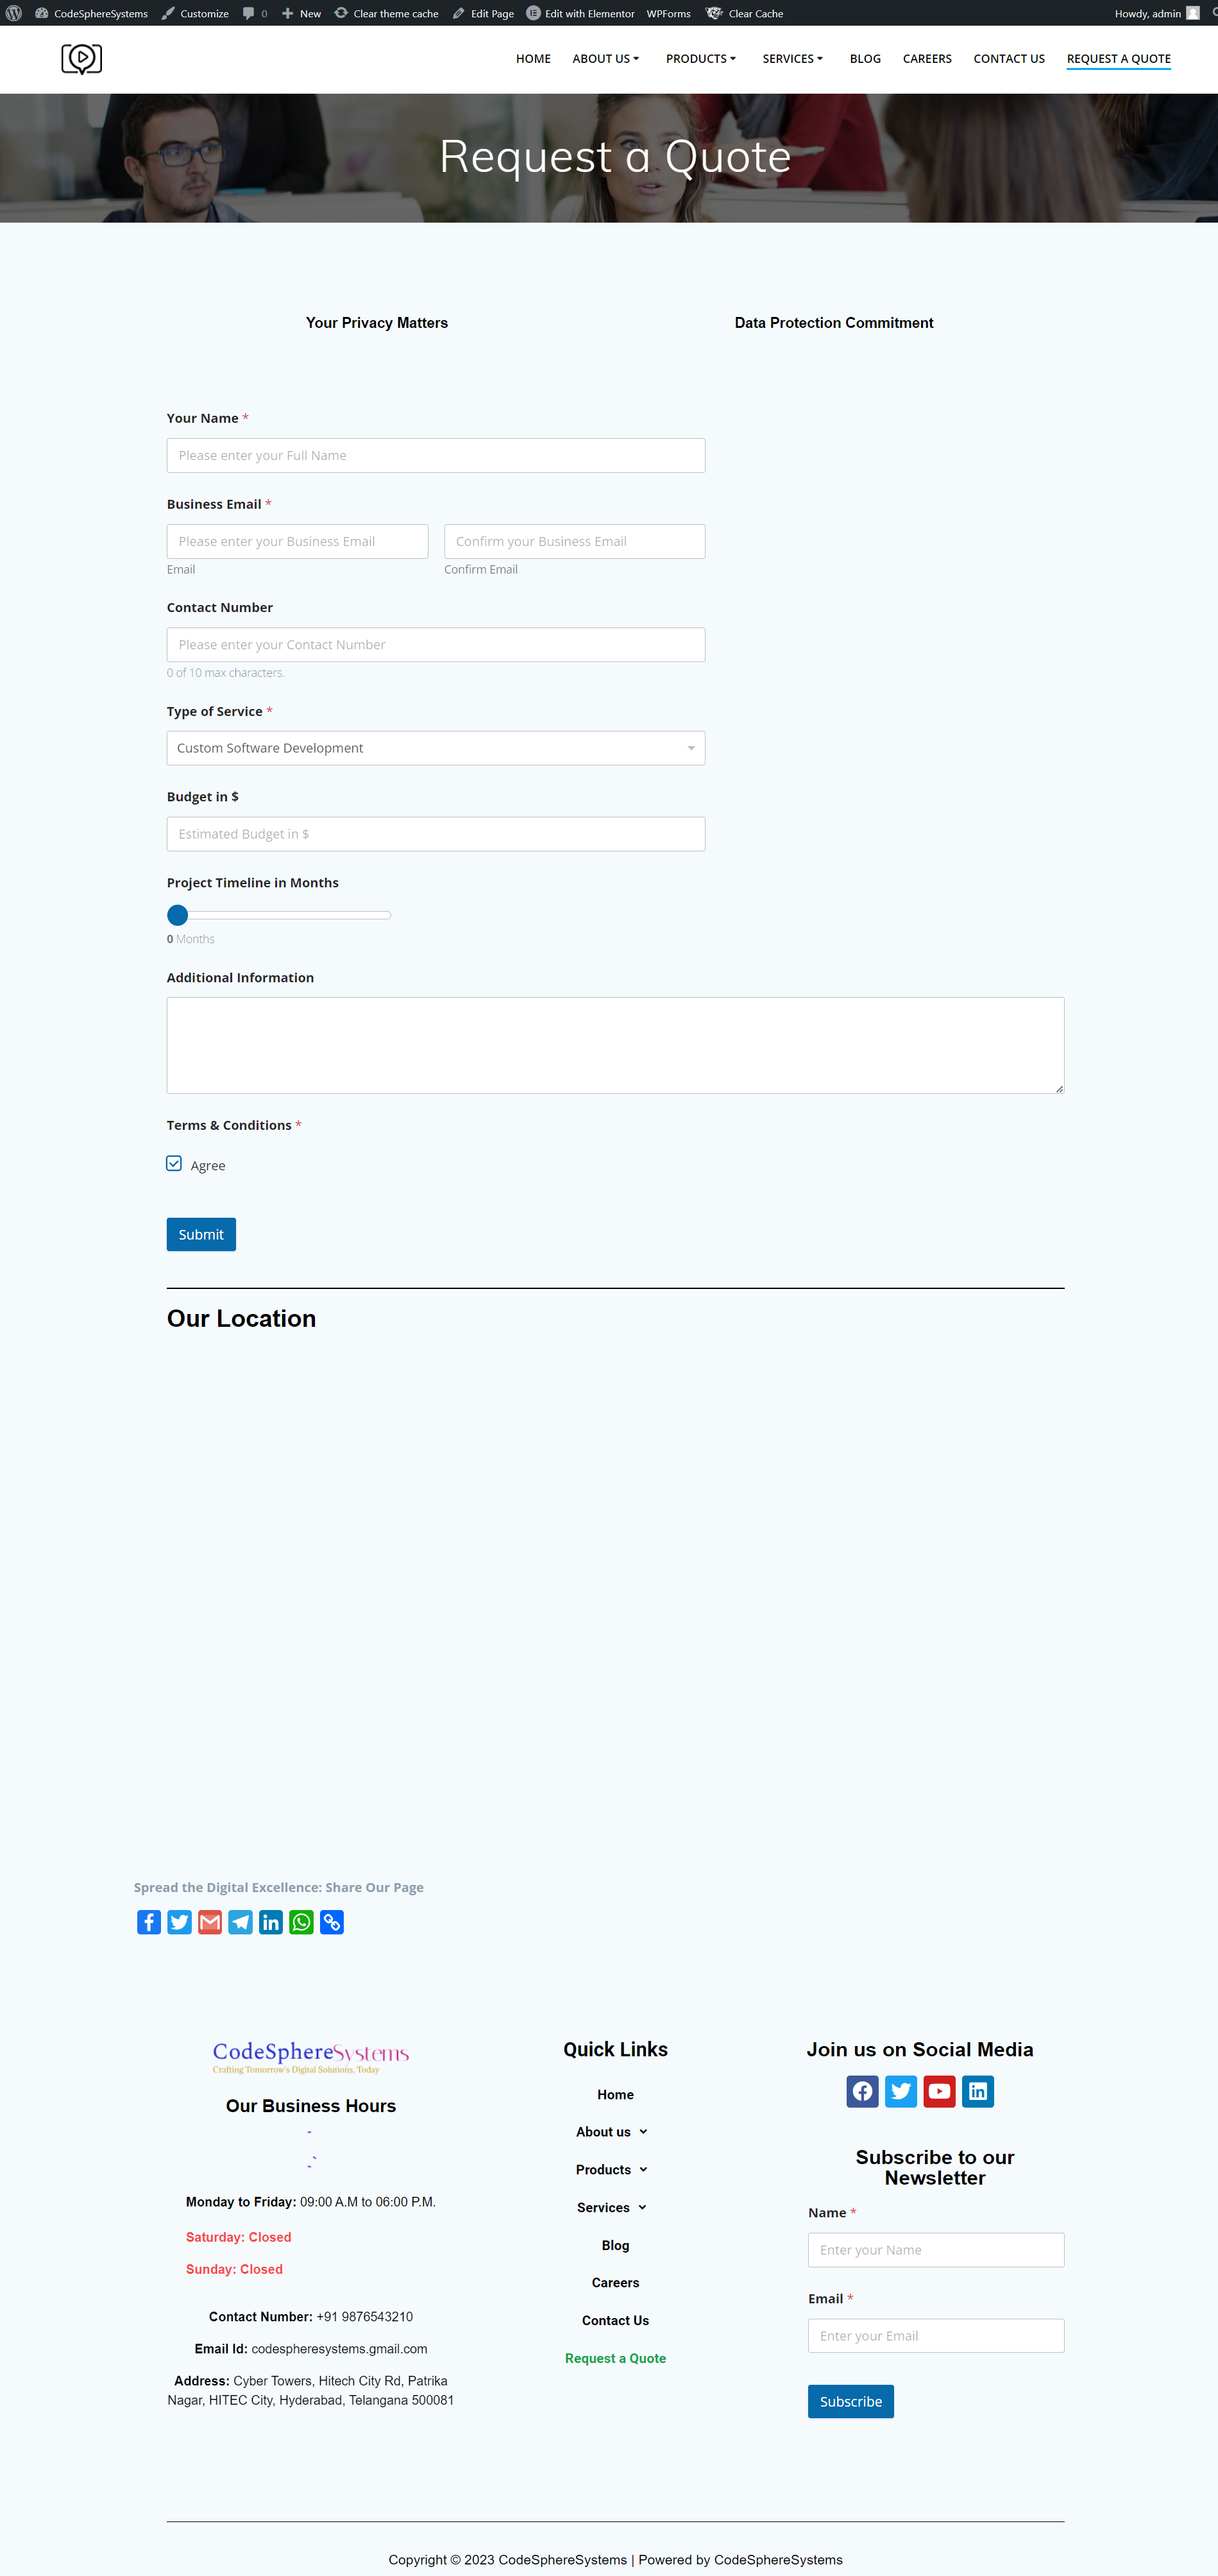 CodeSphereSystems Customize 0 New Clear theme cache Edit Page Edit with Elementor WPForms Clear Cache Howdy, admin
HOME ABOUT US PRODUCTS SERVICES BLOG CAREERS CONTACT US REQUEST A QUOTE
Request a Quote
Your Privacy Matters Data Protection Commitment
Your Name *
Please enter your Full Name
Business Email *
Please enter your Business Email Confirm your Business Email
Email Confirm Email
Contact Number
Please enter your Contact Number
0 of 10 max characters.
Type of Service *
Custom Software Development
Budget in $
Estimated Budget in $
Project Timeline in Months
0 Months
Additional Information
Terms & Conditions *
Agree
Submit
Our Location
Spread the Digital Excellence: Share Our Page
CodeSphereSystems
Crafting Tomorrow's Digital Solutions, Today
Our Business Hours
Monday to Friday: 09:00 A.M to 06:00 P.M.
Saturday: Closed
Sunday: Closed
Contact Number: +91 9876543210
Email Id: codespheresystems.gmail.com
Address: Cyber Towers, Hitech City Rd, Patrika
Nagar, HITEC City, Hyderabad, Telangana 500081
Quick Links
Home
About us
Products
Services
Blog
Careers
Contact Us
Request a Quote
Join us on Social Media
Subscribe to our
Newsletter
Name *
Enter your Name
Email *
Enter your Email
Subscribe
Copyright © 2023 CodeSphereSystems | Powered by CodeSphereSystems